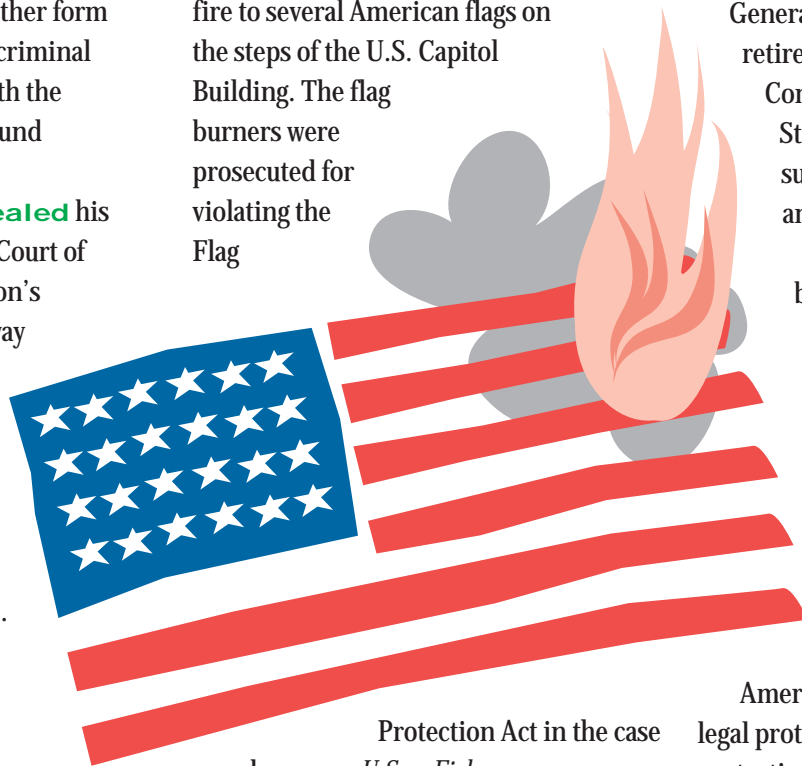 ther form
criminal
th the
und
ealed his
Court of
on's
vay
.
fire to several American flags on
the steps of the U.S. Capitol
Building. The flag
burners were
prosecuted for
violating the
Flag
Protection Act in the case
Genera
retire
Con
St
su
an
b
Amer
legal prot